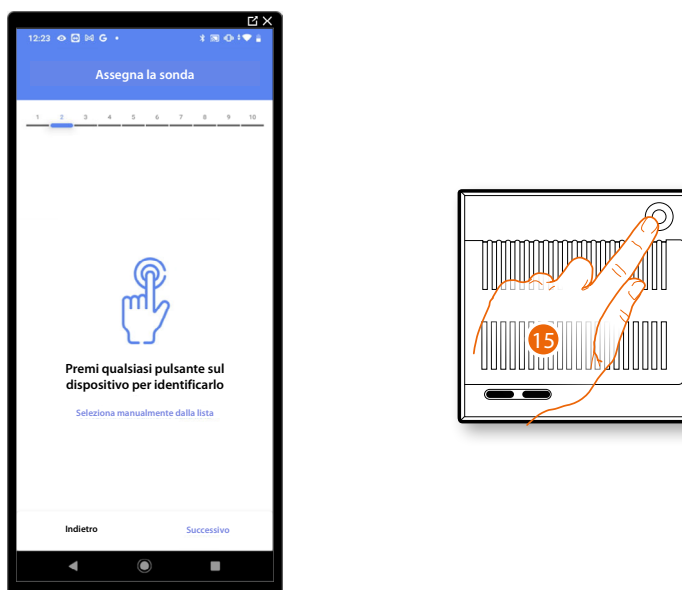 12:23
Assegna la sonda
1 2 3 4 5 6 7 8 9 10
Premi qualsiasi pulsante sul
dispositivo per identificarlo
Seleziona manualmente dalla lista
Indietro Successivo
15